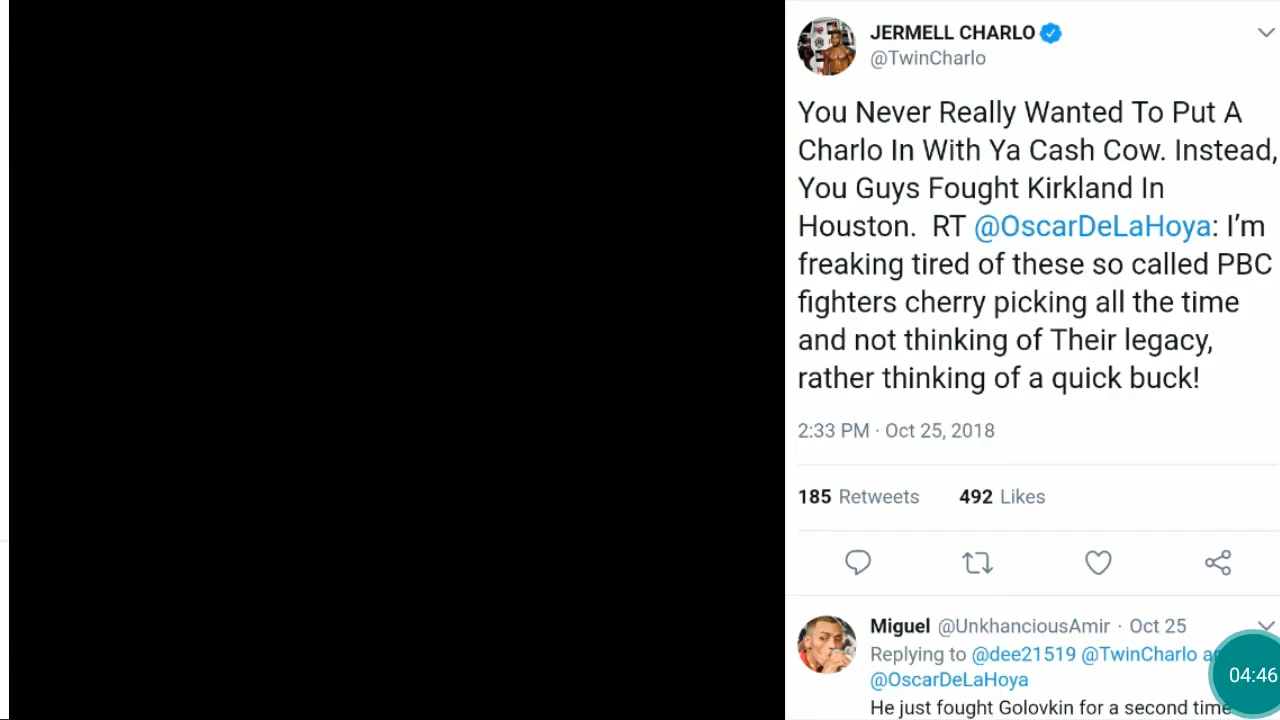 JERMELL CHARLO
@TwinCharlo
You Never Really Wanted To Put A
Charlo In With Ya Cash Cow. Instead,
You Guys Fought Kirkland In
Houston.  RT @OscarDeLaHoya: I’m
freaking tired of these so called PBC
fighters cherry picking all the time
and not thinking of Their legacy,
rather thinking of a quick buck!
2:33 PM · Oct 25, 2018
185 Retweets 492 Likes
Miguel @UnkhanciousAmir · Oct 25
Replying to @dee21519 @TwinCharlo
@OscarDeLaHoya
04:46
He just fought Golovkin for a second time